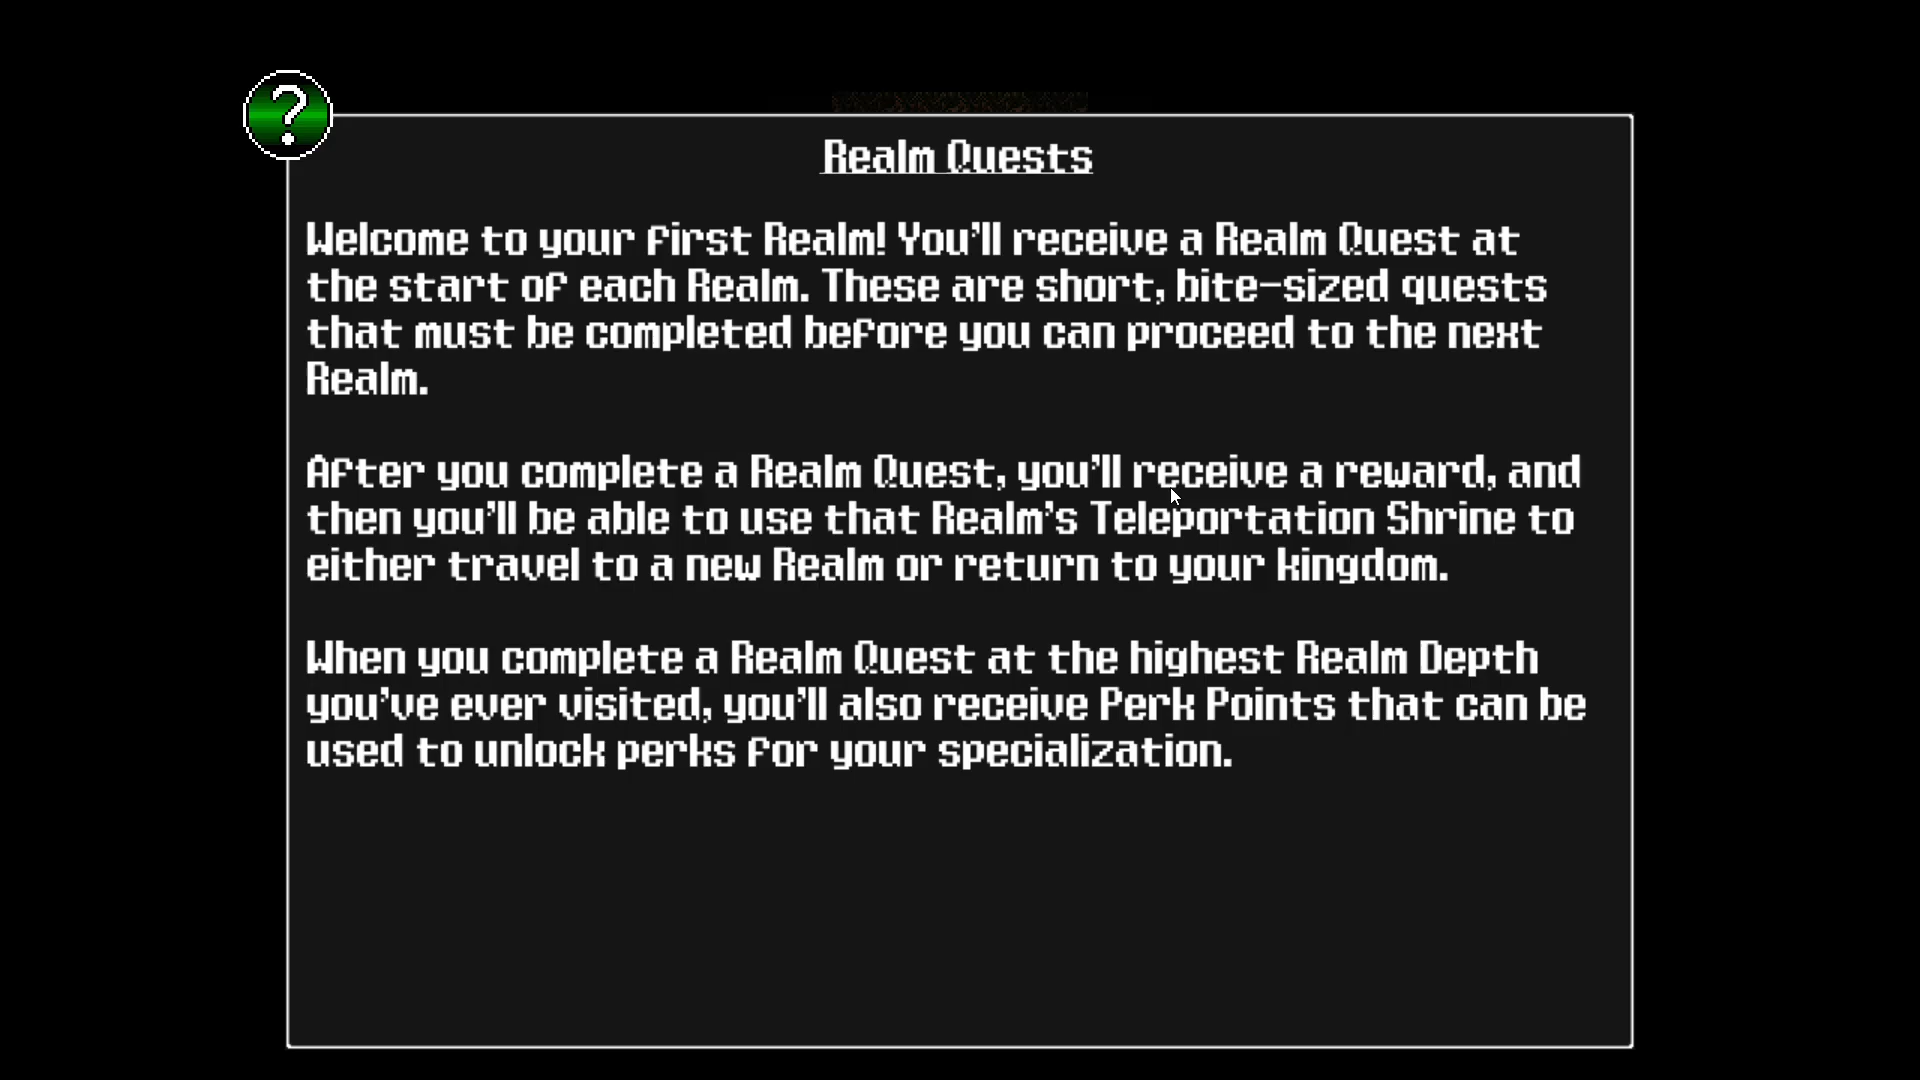 ?
Realm Quests
Welcome to your first Realm! You'll receive a Realm Quest at
the start of each Realm. These are short, bite-sized quests
that must be completed before you can proceed to the next
Realm.
After you complete a Realm Quest, you'll receive a reward, and
then you'll be able to use that Realm's Teleportation Shrine to
either travel to a new Realm or return to your kingdom.
When you complete a Realm Quest at the highest Realm Depth
you've ever visited, you'll also receive Perk Points that can be
used to unlock perks for your specialization.